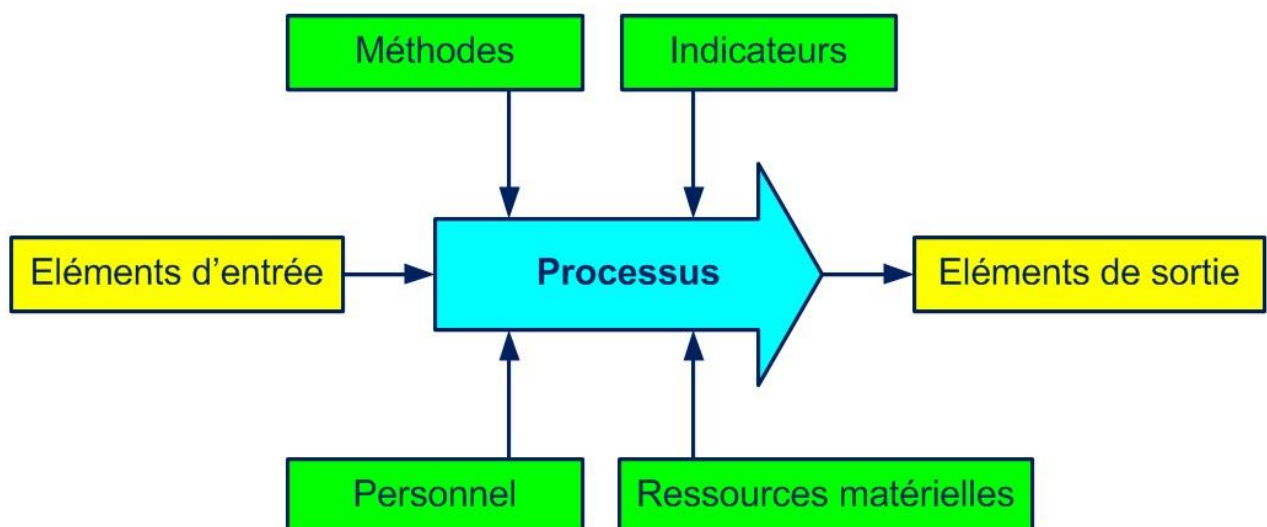 Méthodes
Indicateurs
Eléments d’entrée
Processus
Eléments de sortie
Personnel
Ressources matérielles